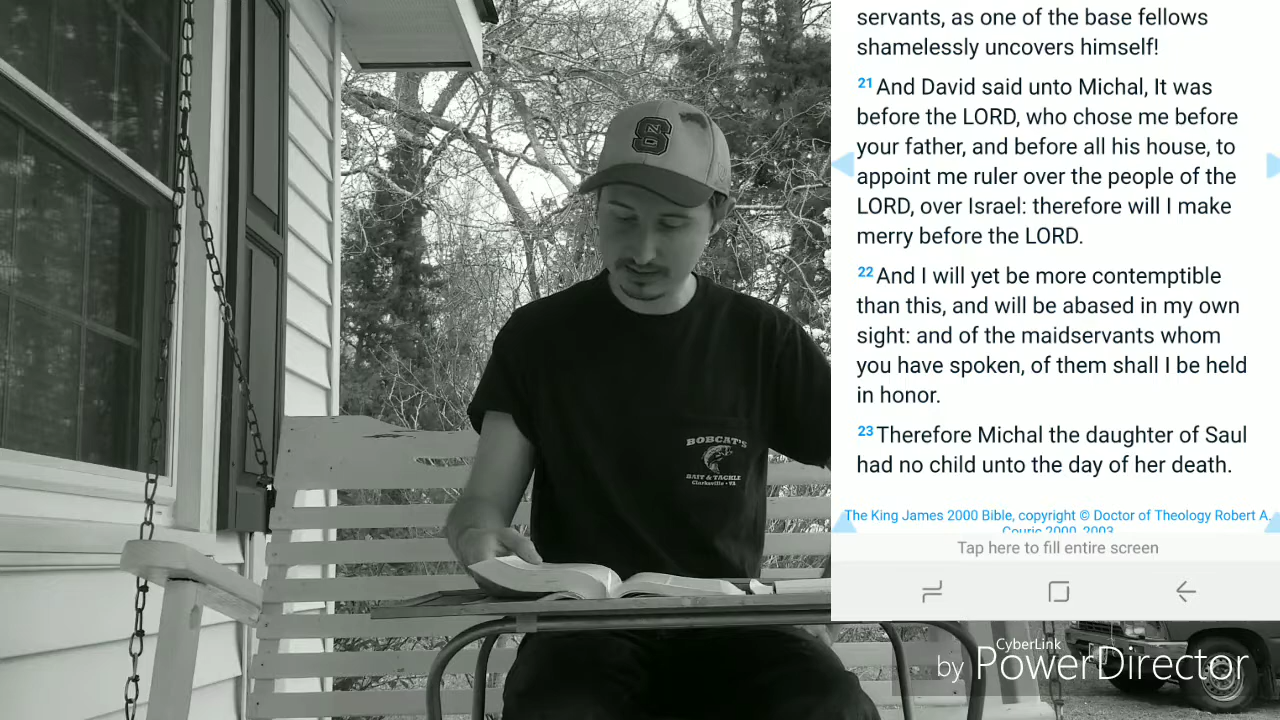 servants, as one of the base fellows
shamelessly uncovers himself!
21 And David said unto Michal, It was
before the LORD, who chose me before
your father, and before all his house, to
appoint me ruler over the people of the
LORD, over Israel: therefore will I make
merry before the LORD.
22 And I will yet be more contemptible
than this, and will be abased in my own
sight: and of the maidservants whom
you have spoken, of them shall I be held
in honor.
23 Therefore Michal the daughter of Saul
had no child unto the day of her death.
The King James 2000 Bible, copyright © Doctor of Theology Robert A.
Couric 2000, 2003
Tap here to fill entire screen
S
NC
BOBCAT'S
BAIT & TACKLE
Clarksville • VA
CyberLink
by PowerDirector